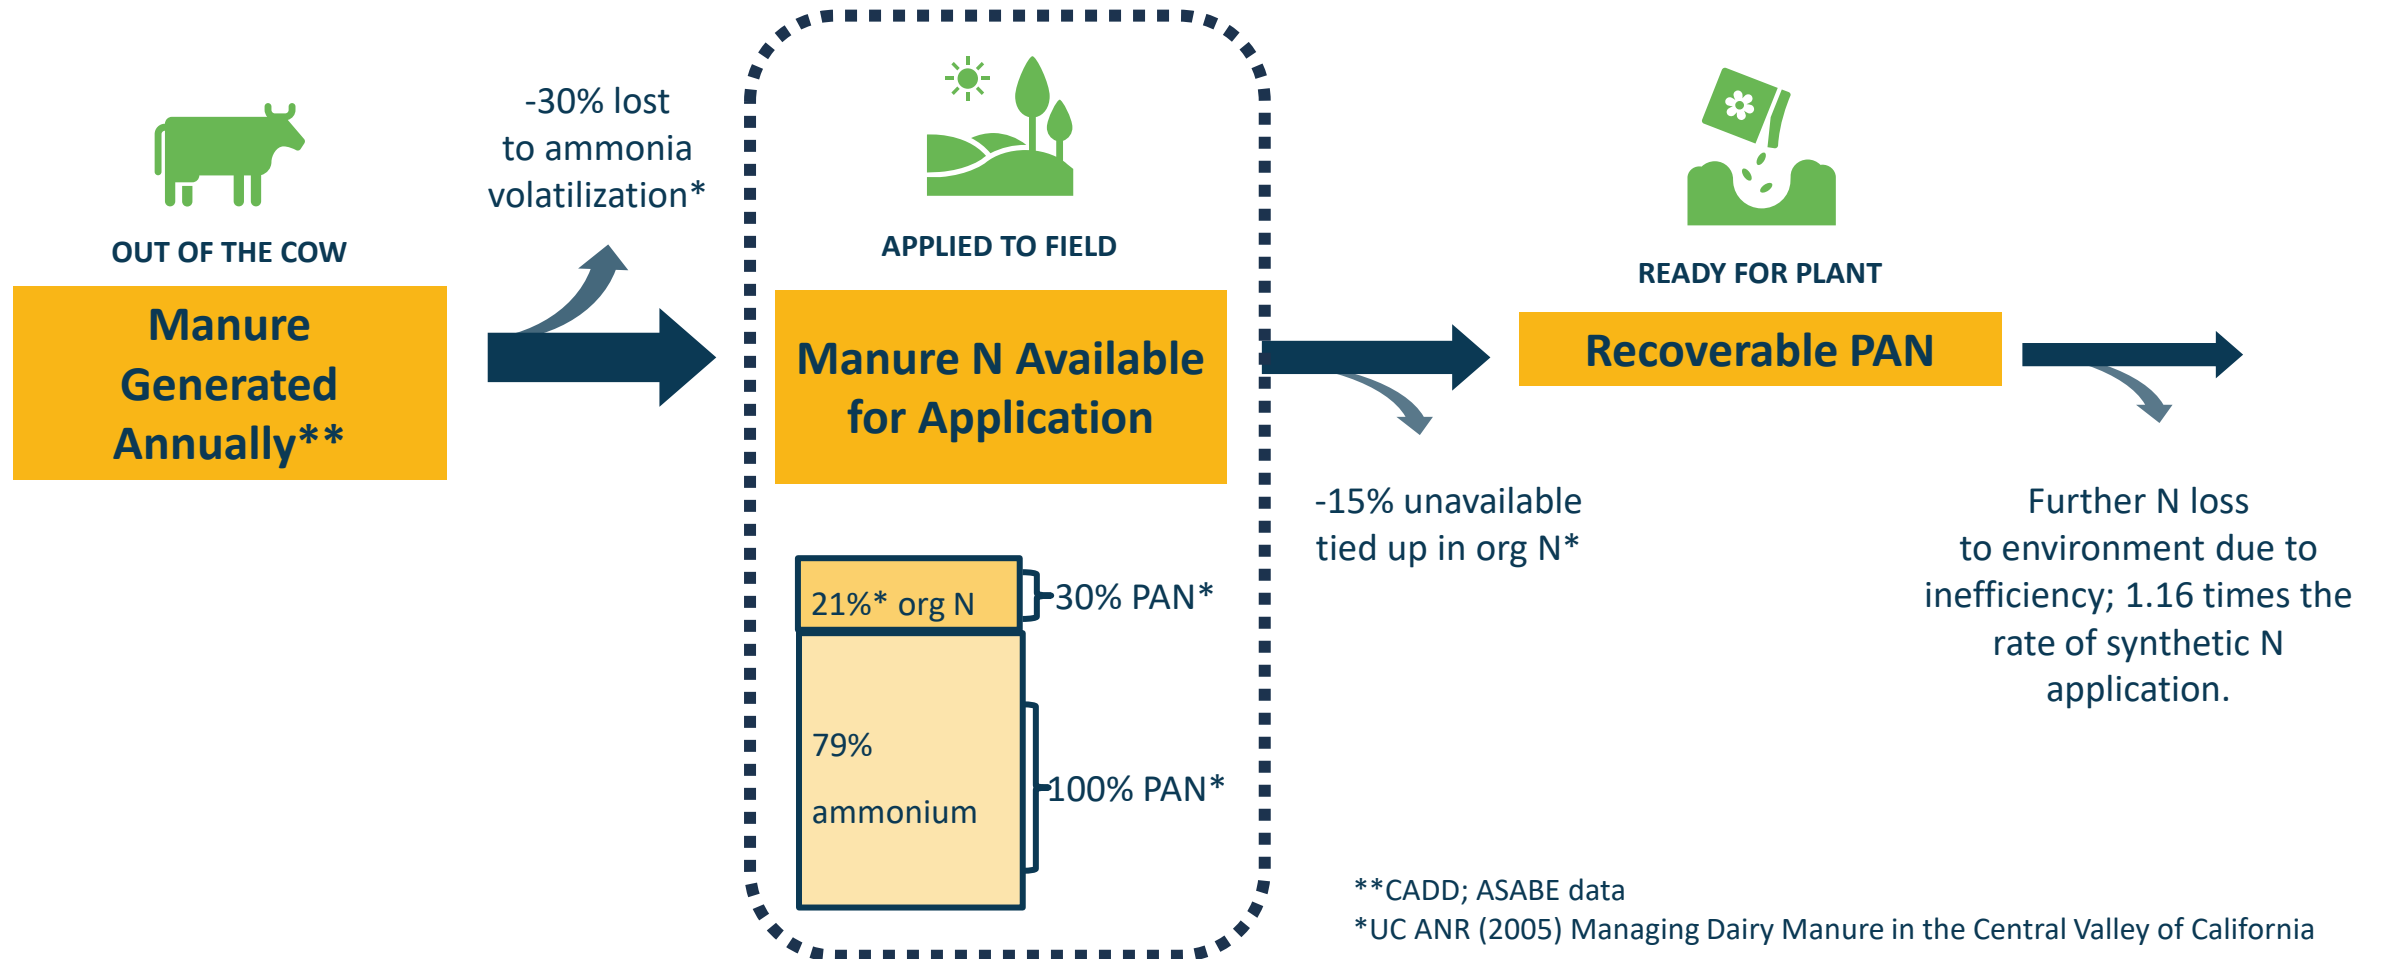 OUT OF THE COW
Manure
Generated
Annually**
-30% lost
to ammonia
volatilization*
APPLIED TO FIELD
Manure N Available
for Application
21%* org N
30% PAN*
79%
ammonium
100% PAN*
-15% unavailable
tied up in org N*
READY FOR PLANT
Recoverable PAN
Further N loss
to environment due to
inefficiency; 1.16 times the
rate of synthetic N
application.
**CADD; ASABE data
*UC ANR (2005) Managing Dairy Manure in the Central Valley of California